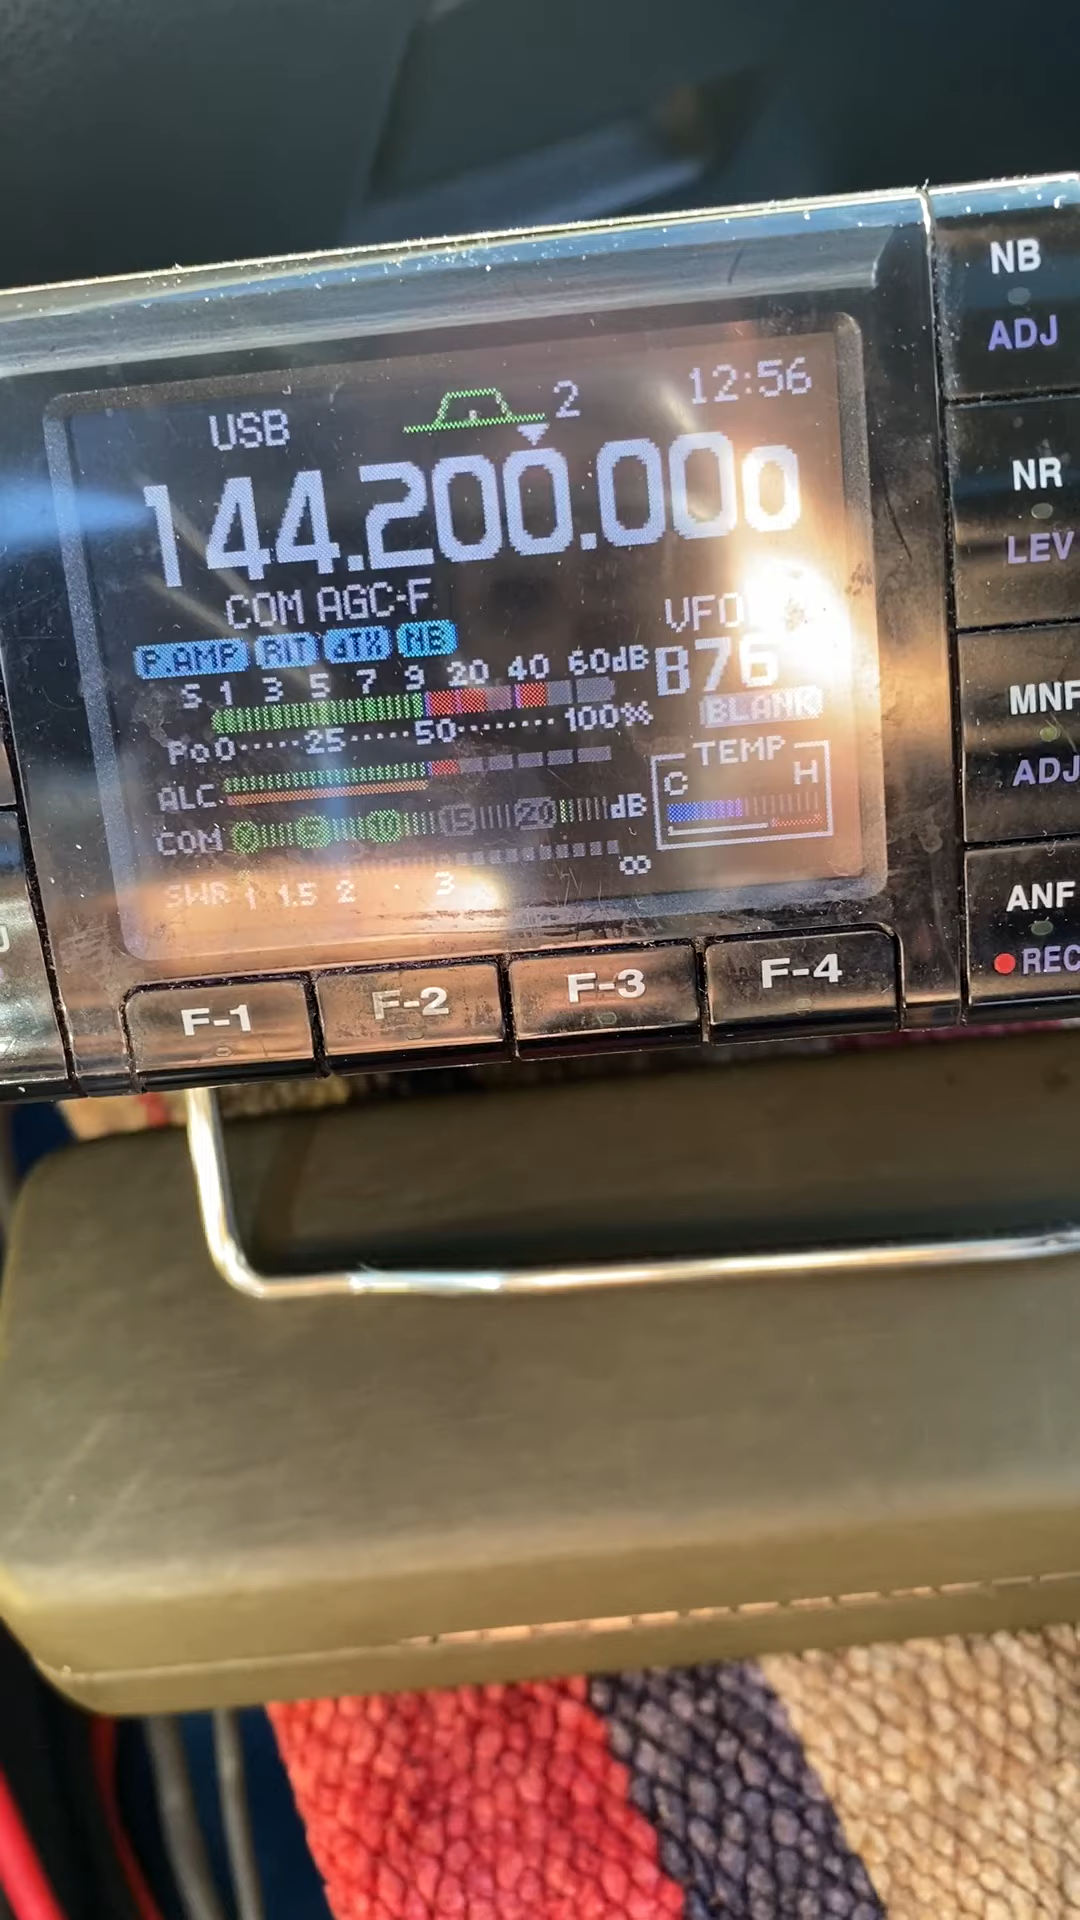 USB 2 12:56
144.200.000
COM AGC-F
VFO
P.AMP RIT ⊿TX NB
B76
S 1 3 5 7 9 20 40 60dB
BLANK
Po 0 25 50 100%
TEMP
C H
ALC
COM 0 5 10 15 20 dB
SWR 1 1.5 2 3 ∞
F-1 F-2 F-3 F-4
NB
ADJ
NR
LEV
MNF
ADJ
ANF
REC